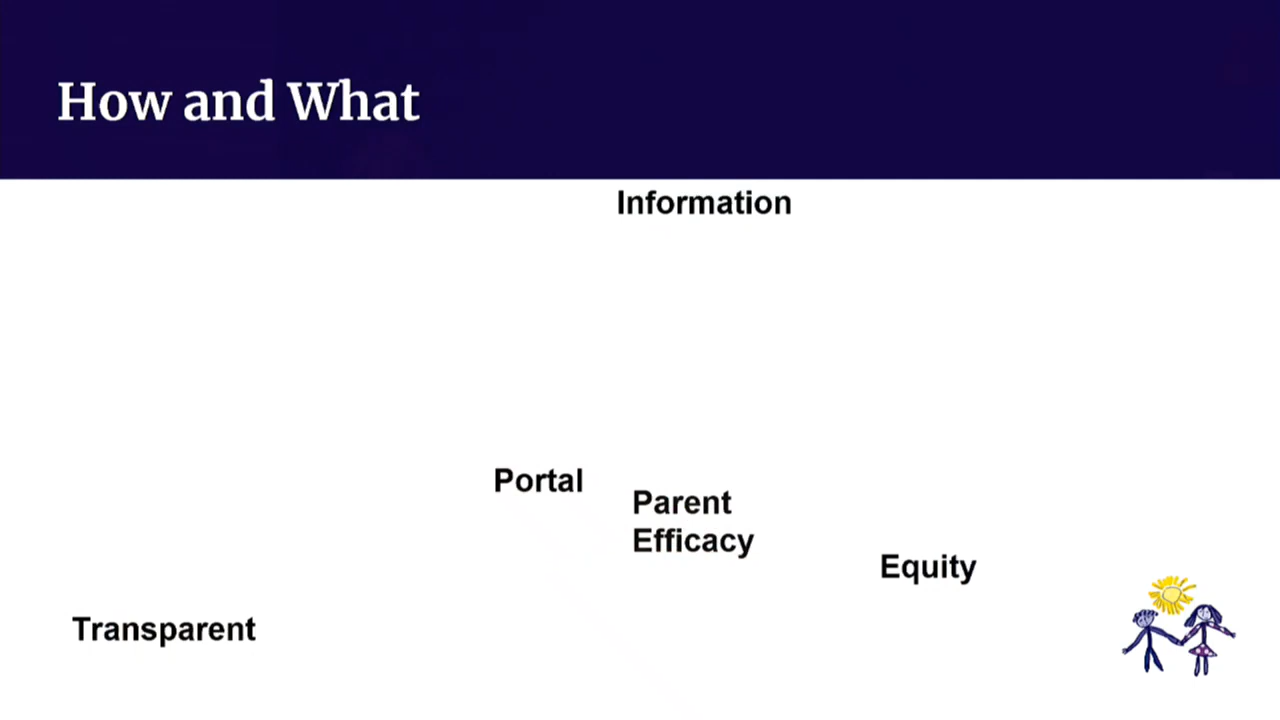 How and What
Information
Portal
Parent
Efficacy
Equity
Transparent